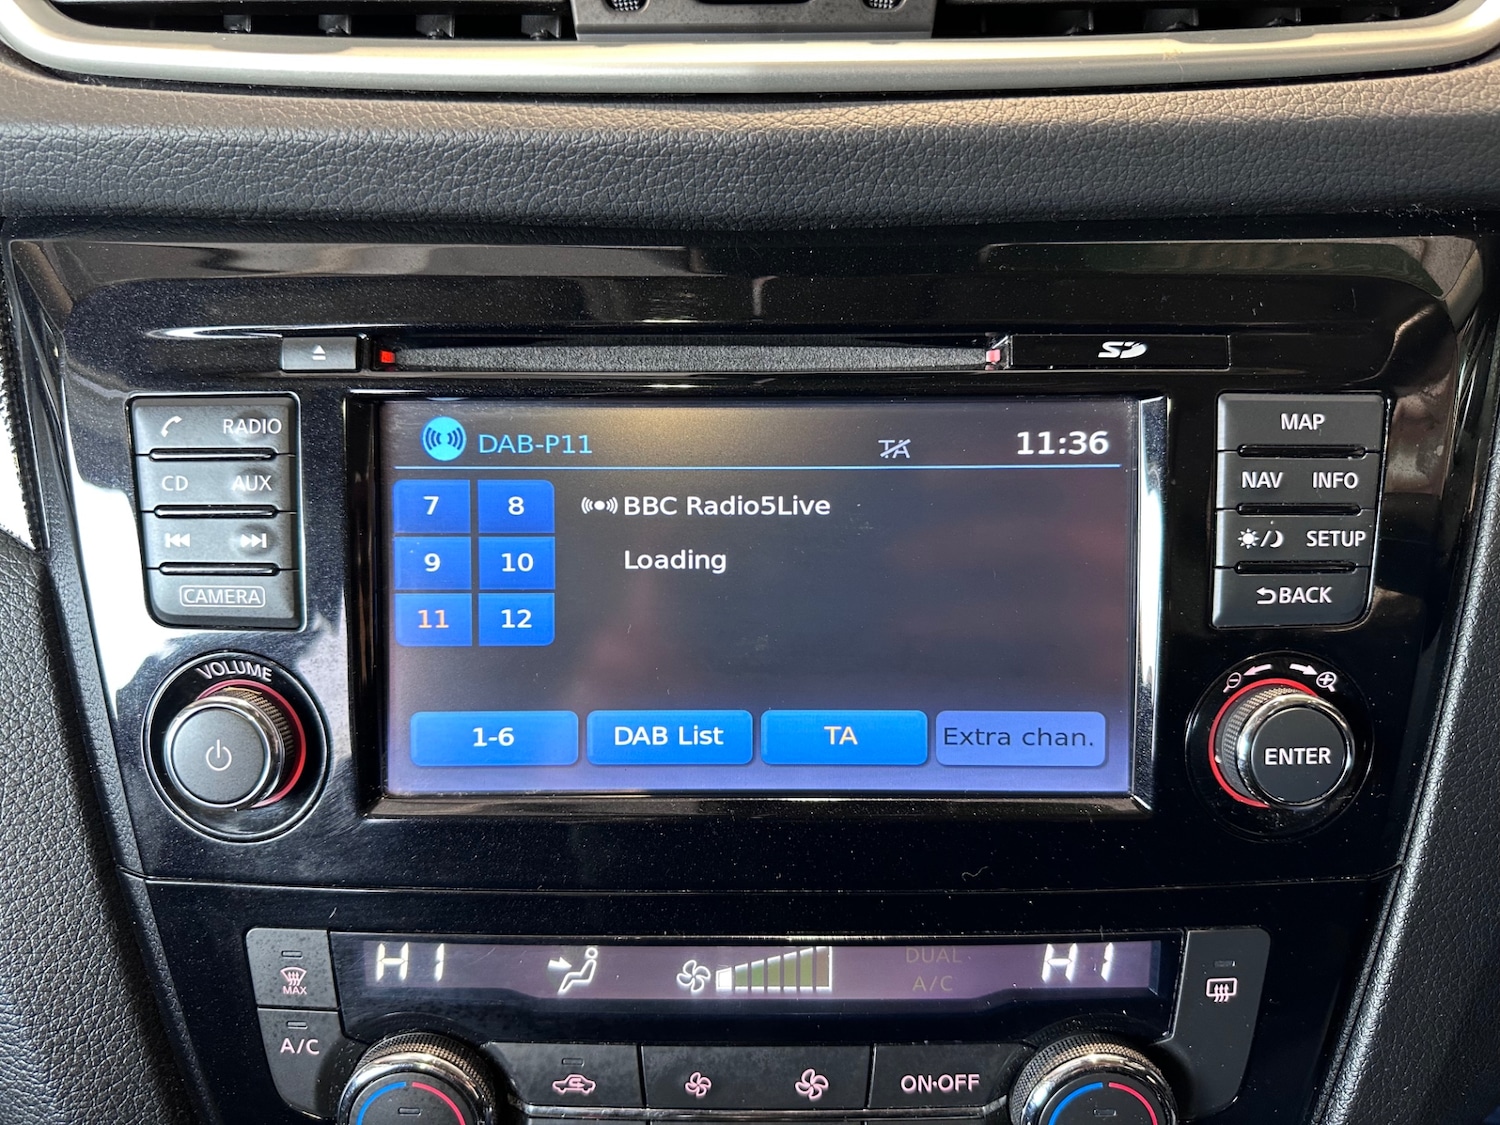 SD
RADIO
CD AUX
CAMERA
VOLUME
DAB-P11 TA 11:36
7 8
9 10
11 12
BBC Radio5Live
Loading
1-6 DAB List TA Extra chan.
MAP
NAV INFO
SETUP
BACK
ENTER
MAX
A/C
HI
DUAL
A/C
HI
ON•OFF